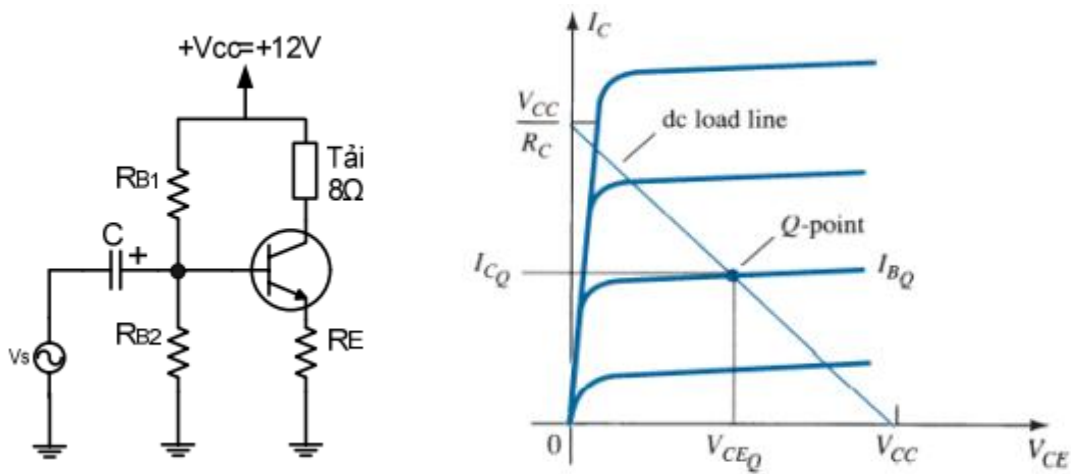 +Vcc=+12V
RB1
Tải
8Ω
C
+
RB2
RE
Vs
IC
VCC
RC
dc load line
Q-point
ICQ
IBQ
0
VCEQ
VCC
VCE